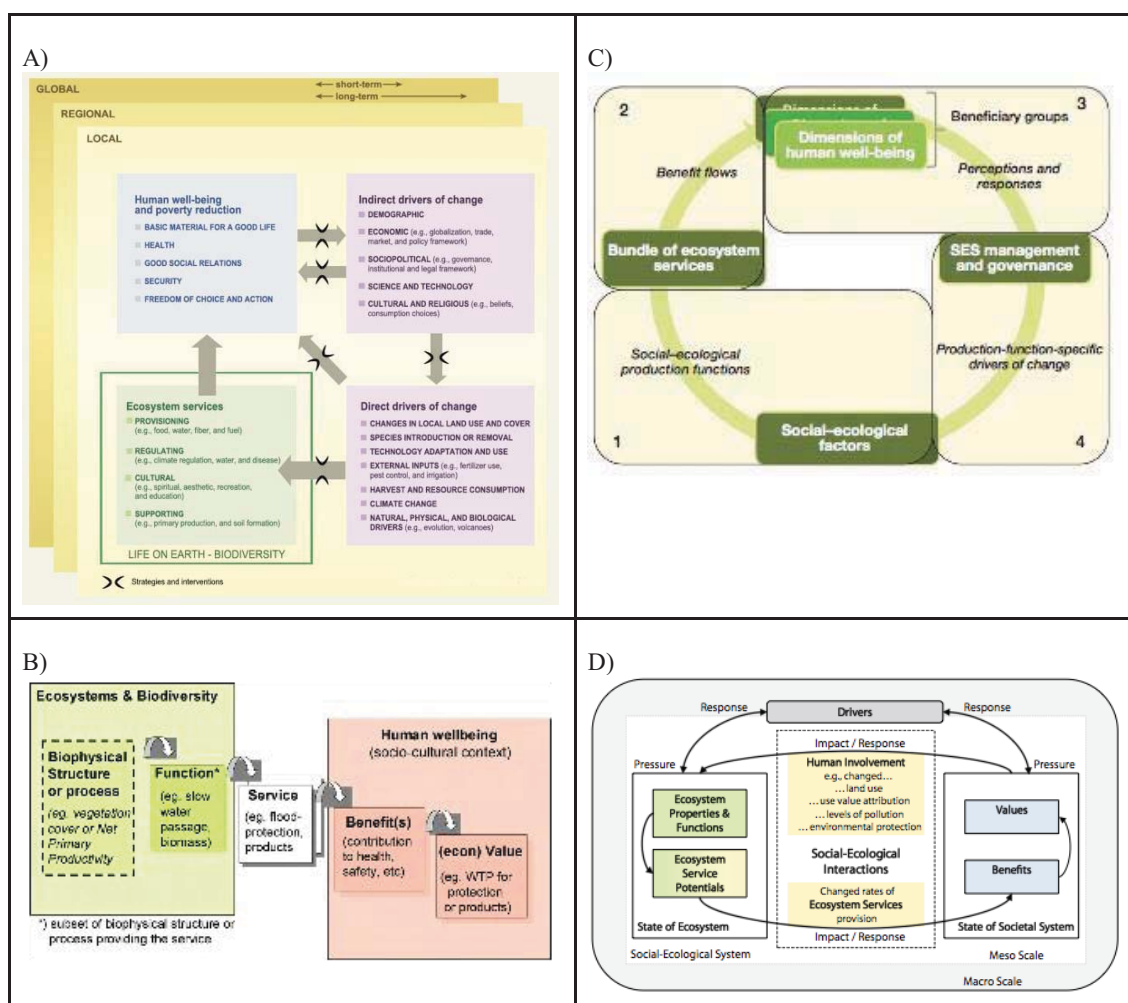 A)
GLOBAL
short-term
long-term
REGIONAL
LOCAL
Human well-being
and poverty reduction
BASIC MATERIAL FOR A GOOD LIFE
HEALTH
GOOD SOCIAL RELATIONS
SECURITY
FREEDOM OF CHOICE AND ACTION
Indirect drivers of change
DEMOGRAPHIC
ECONOMIC (e.g., globalization, trade,
market, and policy framework)
SOCIOPOLITICAL (e.g., governance,
institutional and legal framework)
SCIENCE AND TECHNOLOGY
CULTURAL AND RELIGIOUS (e.g., beliefs,
consumption choices)
Ecosystem services
PROVISIONING
(e.g., food, water, fiber, and fuel)
REGULATING
(e.g., climate regulation, water, and disease)
CULTURAL
(e.g., spiritual, aesthetic, recreation,
and education)
SUPPORTING
(e.g., primary production, and soil formation)
LIFE ON EARTH - BIODIVERSITY
Direct drivers of change
CHANGES IN LOCAL LAND USE AND COVER
SPECIES INTRODUCTION OR REMOVAL
TECHNOLOGY ADAPTATION AND USE
EXTERNAL INPUTS (e.g., fertilizer use,
pest control, and irrigation)
HARVEST AND RESOURCE CONSUMPTION
CLIMATE CHANGE
NATURAL, PHYSICAL, AND BIOLOGICAL
DRIVERS (e.g., evolution, volcanoes)
Strategies and interventions
C)
2
3
Dimensions of
Dimensions of
human well-being
Beneficiary groups
Benefit flows
Perceptions and
responses
Bundle of ecosystem
services
SES management
and governance
Social–ecological
production functions
Production-function-specific
drivers of change
Social–ecological
factors
1
4
B)
Ecosystems & Biodiversity
Biophysical
Structure
or process
(eg. vegetation
cover or Net
Primary
Productivity
Function*
(eg. slow
water
passage,
biomass)
Service
(eg. flood-
protection,
products
Human wellbeing
(socio-cultural context)
Benefit(s)
(contribution
to health,
safety, etc)
(econ) Value
(eg. WTP for
protection
or products)
*) subset of biophysical structure or
process providing the service
D)
Response
Drivers
Response
Impact / Response
Pressure
Human Involvement
e.g., changed…
… land use
… use value attribution
… levels of pollution
… environmental protection
Pressure
Ecosystem
Properties &
Functions
Values
Ecosystem
Service
Potentials
Social-Ecological
Interactions
Benefits
Changed rates of
Ecosystem Services
provision
State of Ecosystem
Impact / Response
State of Societal System
Social-Ecological System
Meso Scale
Macro Scale